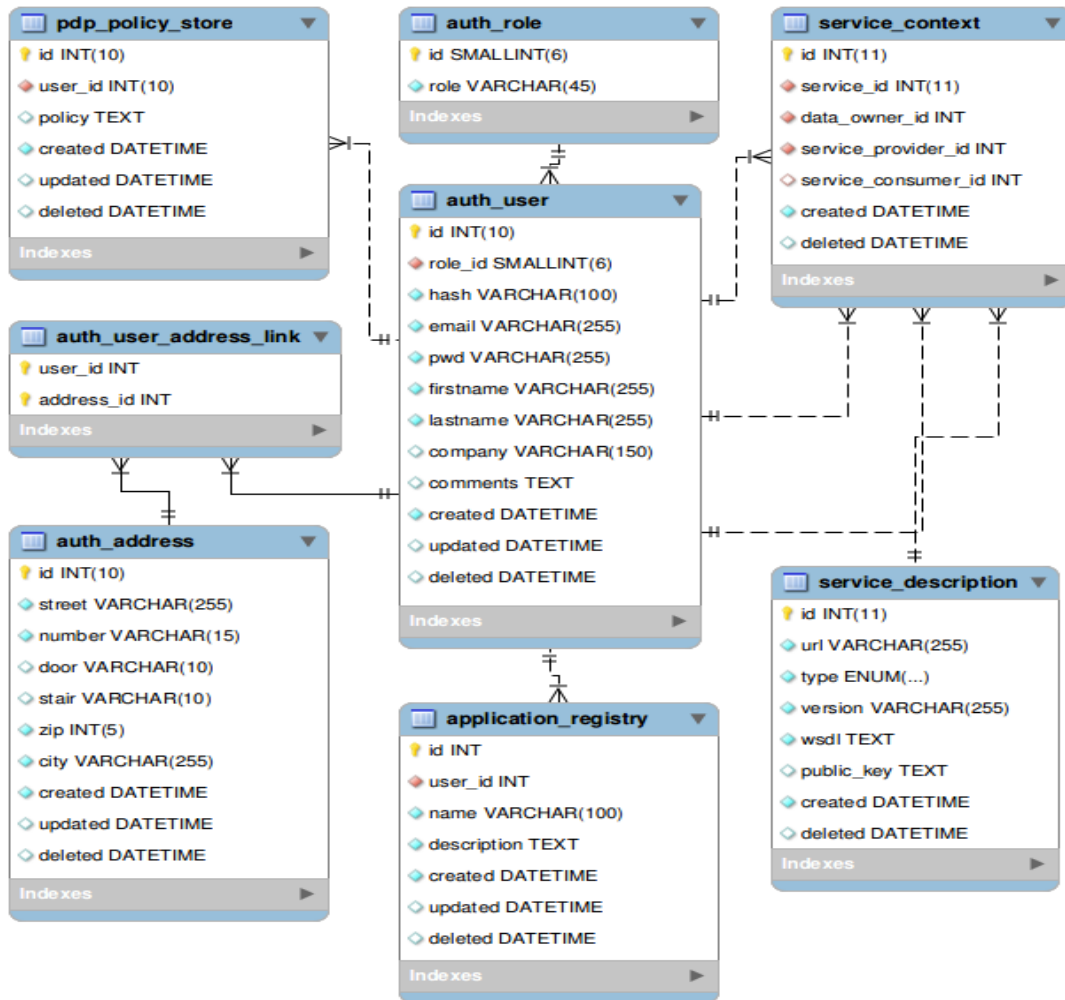 pdp_policy_store
id INT(10)
user_id INT(10)
policy TEXT
created DATETIME
updated DATETIME
deleted DATETIME
Indexes
auth_role
id SMALLINT(6)
role VARCHAR(45)
Indexes
service_context
id INT(11)
service_id INT(11)
data_owner_id INT
service_provider_id INT
service_consumer_id INT
created DATETIME
deleted DATETIME
Indexes
auth_user
id INT(10)
role_id SMALLINT(6)
hash VARCHAR(100)
email VARCHAR(255)
pwd VARCHAR(255)
firstname VARCHAR(255)
lastname VARCHAR(255)
company VARCHAR(150)
comments TEXT
created DATETIME
updated DATETIME
deleted DATETIME
Indexes
auth_user_address_link
user_id INT
address_id INT
Indexes
auth_address
id INT(10)
street VARCHAR(255)
number VARCHAR(15)
door VARCHAR(10)
stair VARCHAR(10)
zip INT(5)
city VARCHAR(255)
created DATETIME
updated DATETIME
deleted DATETIME
Indexes
application_registry
id INT
user_id INT
name VARCHAR(100)
description TEXT
created DATETIME
updated DATETIME
deleted DATETIME
Indexes
service_description
id INT(11)
url VARCHAR(255)
type ENUM(...)
version VARCHAR(255)
wsdl TEXT
public_key TEXT
created DATETIME
deleted DATETIME
Indexes